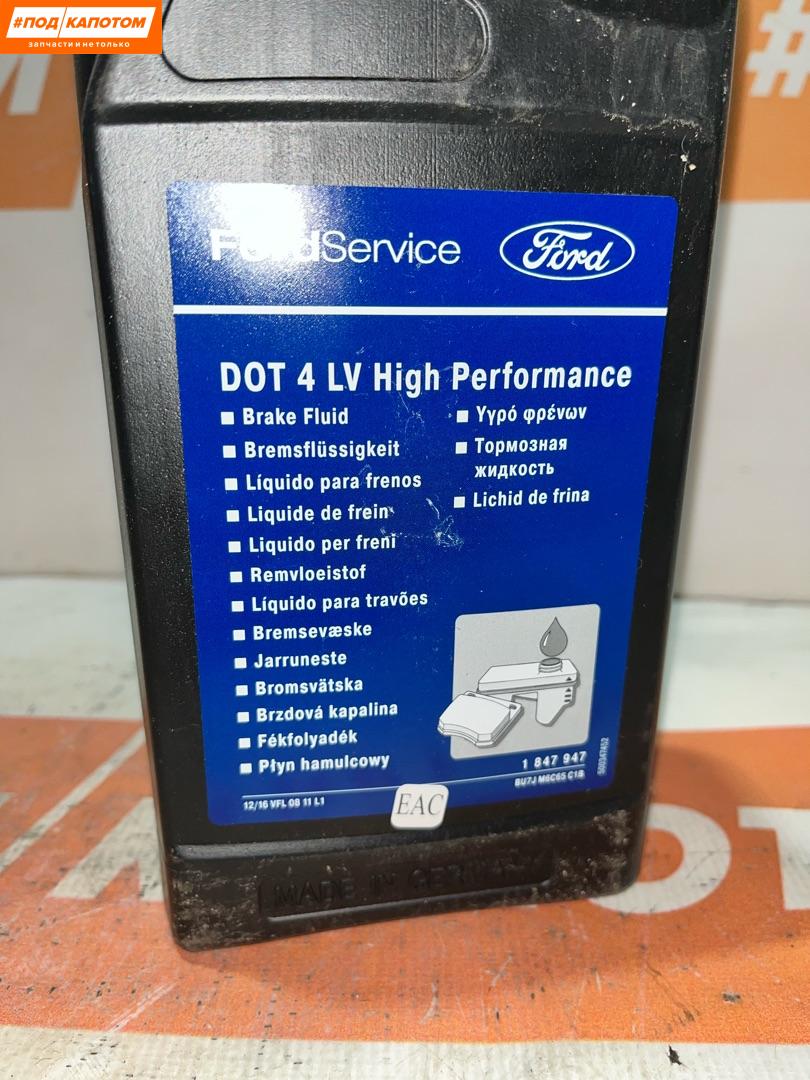 #ПОД КАПОТОМ
запчасти и не только
FordService
Ford
DOT 4 LV High Performance
Brake Fluid
Bremsflüssigkeit
Líquido para frenos
Liquide de frein
Liquido per freni
Remvloeistof
Líquido para travões
Bremsevæske
Jarruneste
Bromsvätska
Brzdová kapalina
Fékfolyadék
Płyn hamulcowy
Υγρό φρένων
Тормозная
жидкость
Lichid de frina
1 847 947
BU7J M6C65 C1B
12/16 VFL 08 11 L1
EAC
MADE IN